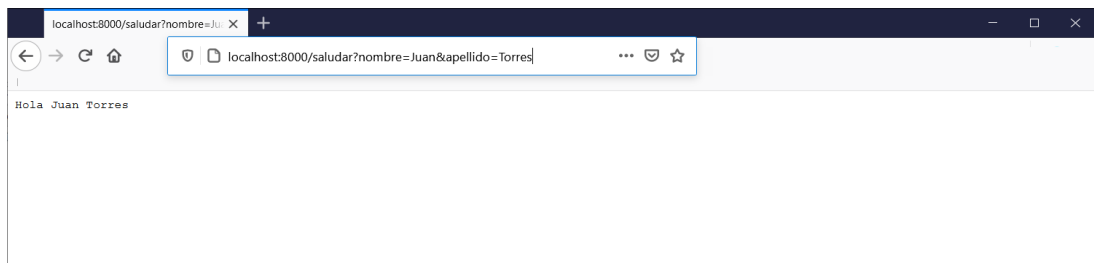 localhost:8000/saludar?nombre=Ju
localhost:8000/saludar?nombre=Juan&apellido=Torres
Hola Juan Torres